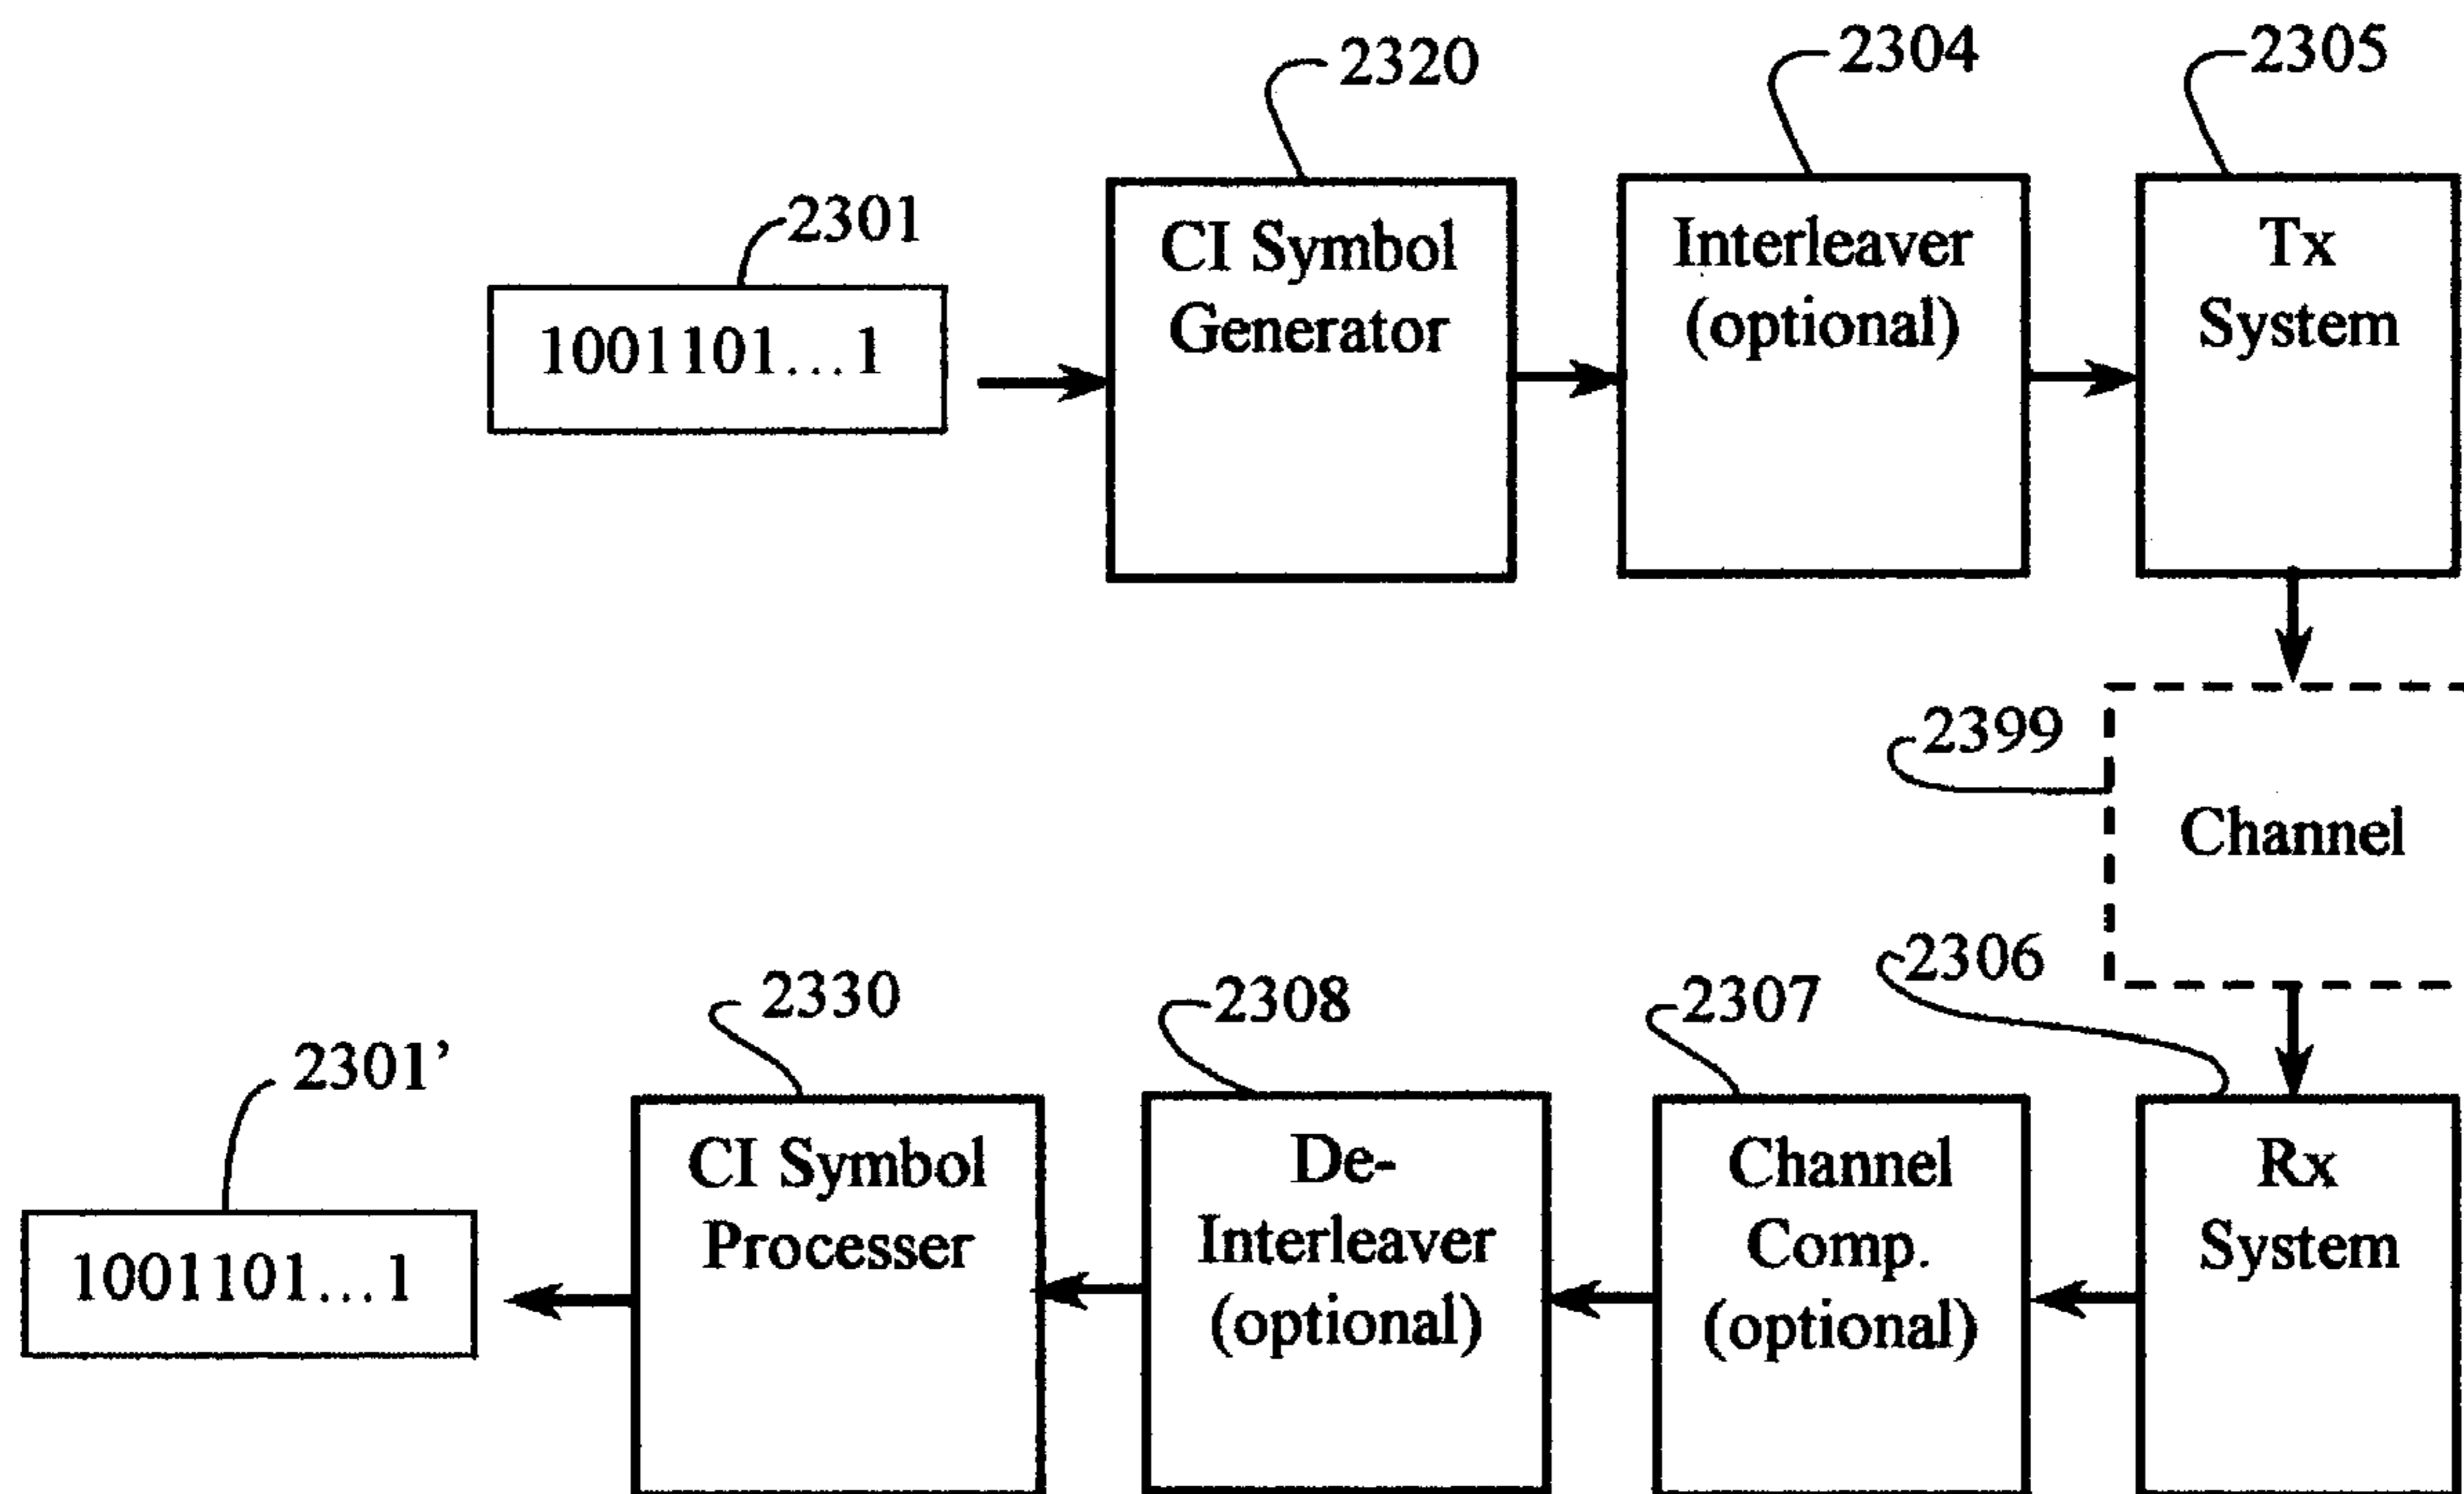 2320
2304
2305
2301
CI Symbol
Generator
Interleaver
(optional)
Tx
System
1001101...1
2399
Channel
2306
2330
2308
2307
2301’
CI Symbol
Processer
De-
Interleaver
(optional)
Channel
Comp.
(optional)
Rx
System
1001101...1